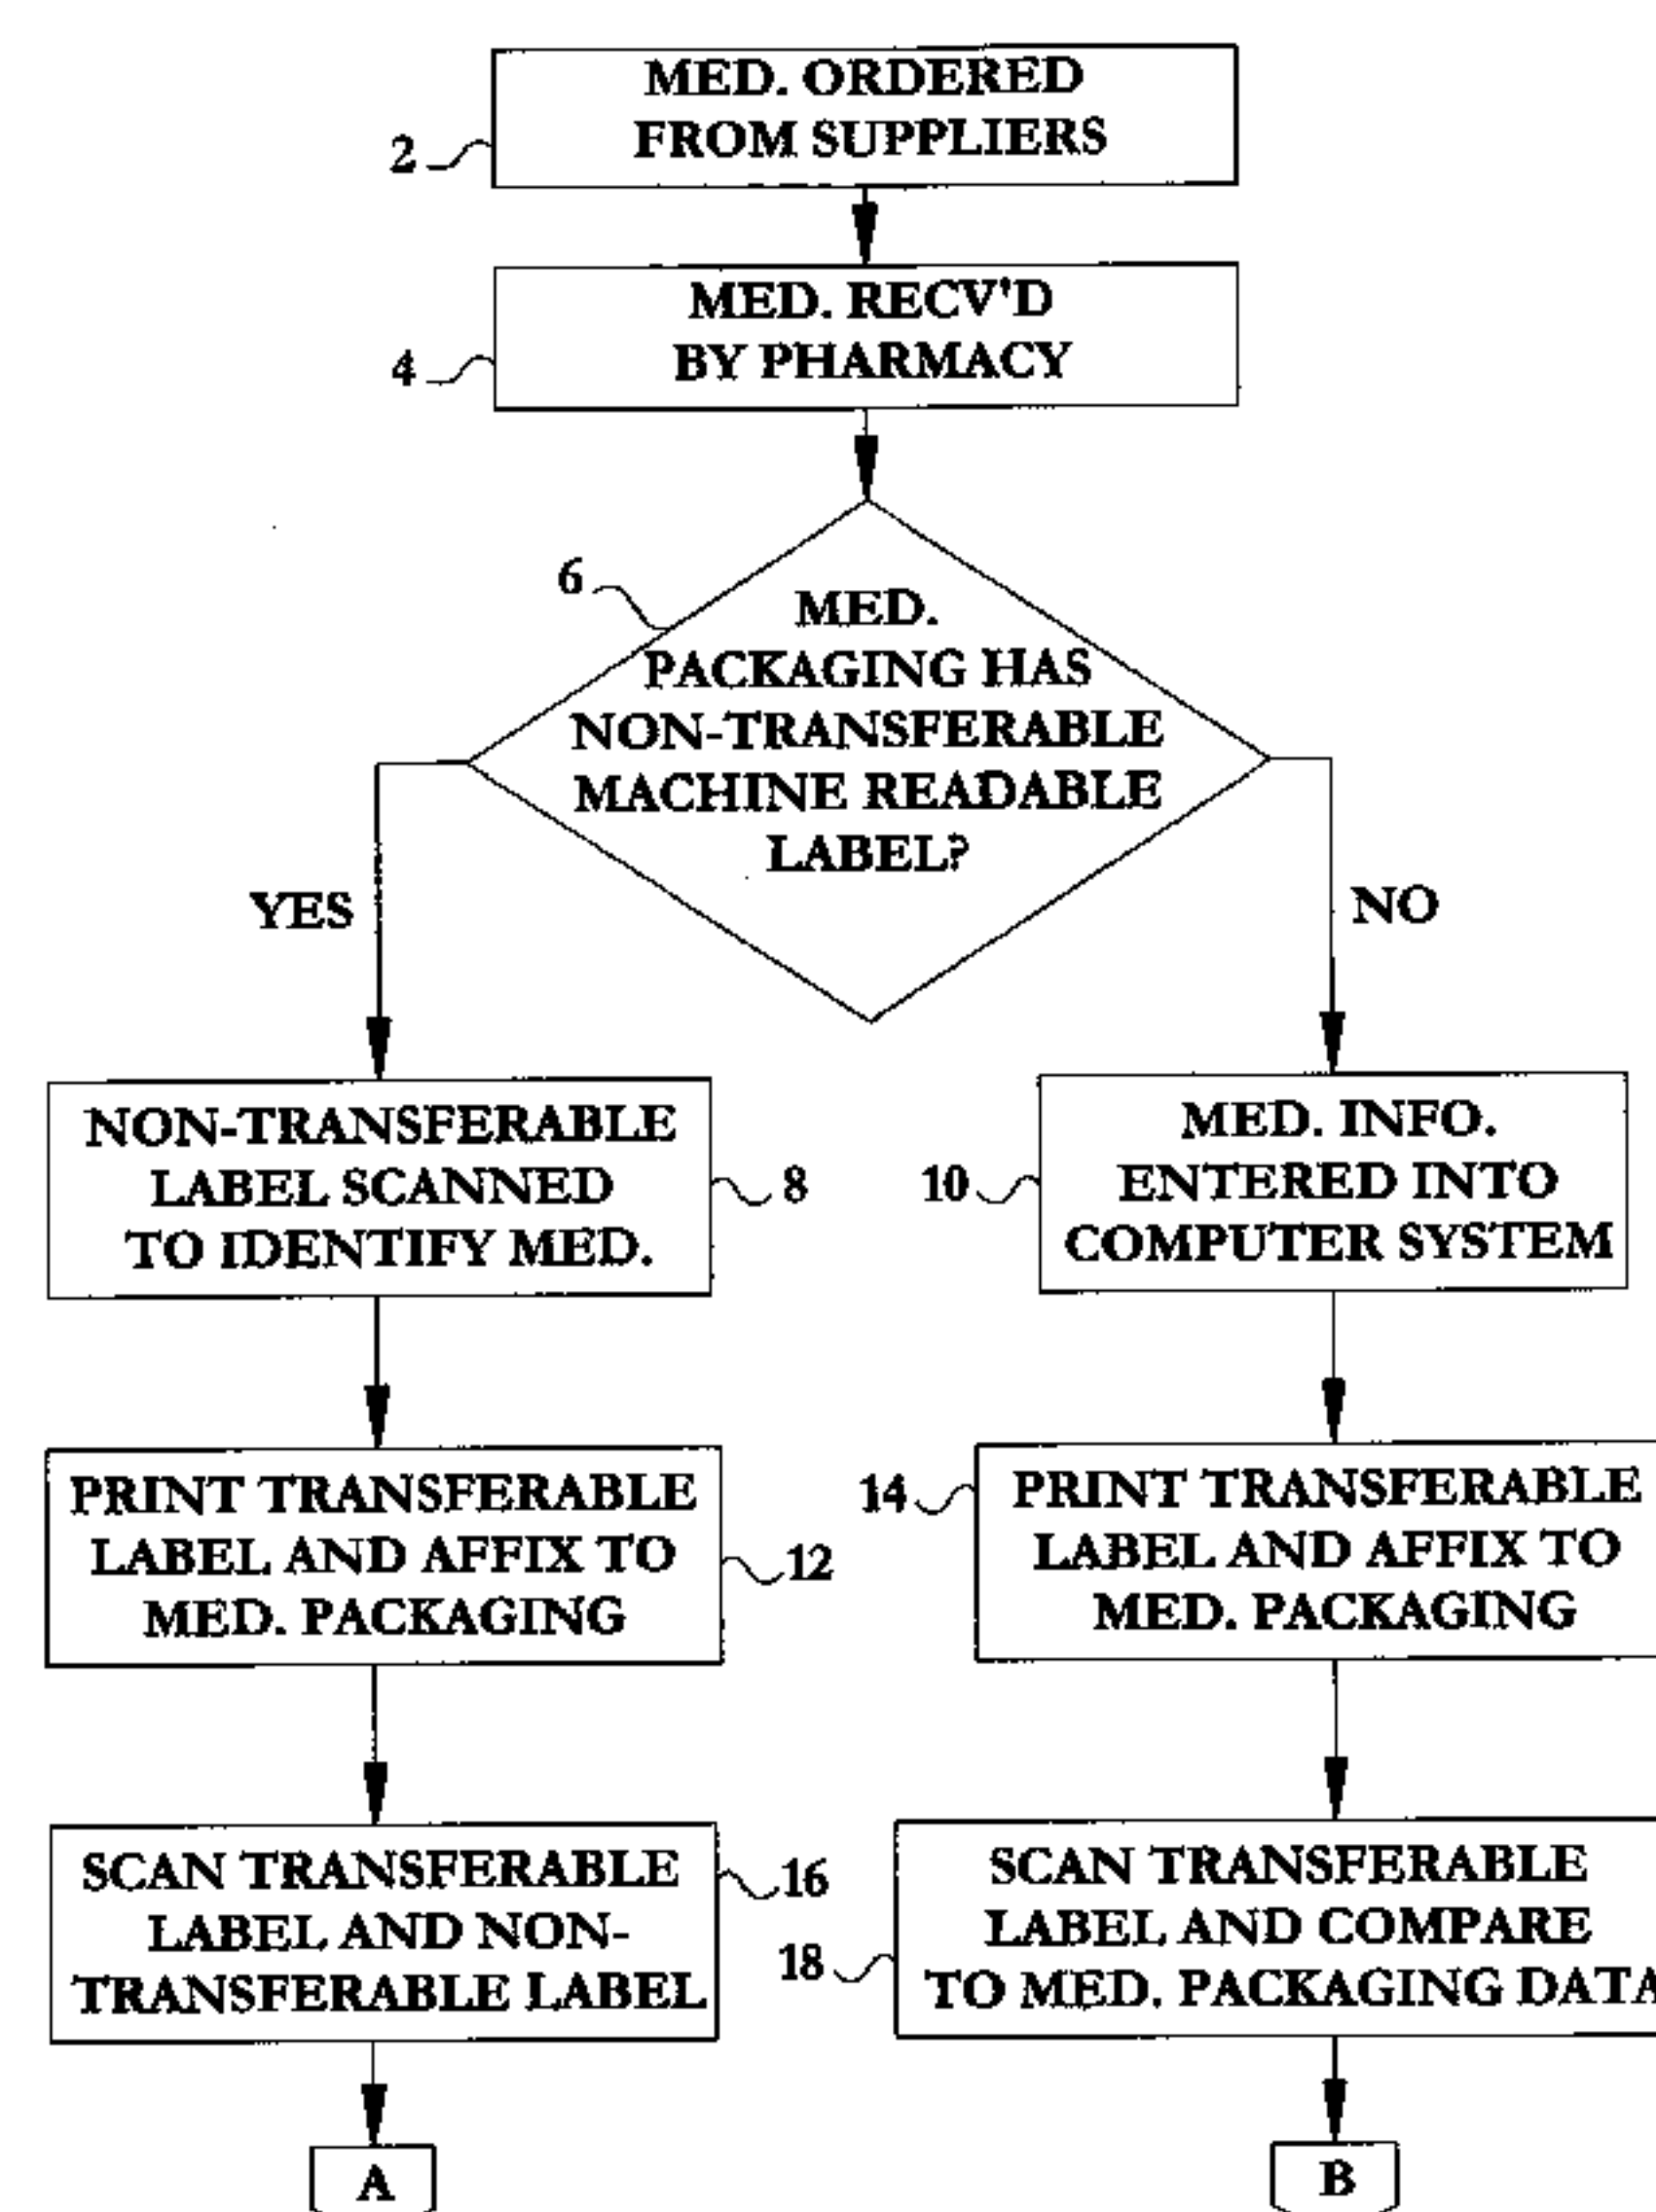 MED. ORDERED
FROM SUPPLIERS
2
MED. RECV'D
BY PHARMACY
4
6
MED.
PACKAGING HAS
NON-TRANSFERABLE
MACHINE READABLE
LABEL?
YES
NO
NON-TRANSFERABLE
LABEL SCANNED
TO IDENTIFY MED.
8
10
MED. INFO.
ENTERED INTO
COMPUTER SYSTEM
PRINT TRANSFERABLE
LABEL AND AFFIX TO
MED. PACKAGING
12
14
PRINT TRANSFERABLE
LABEL AND AFFIX TO
MED. PACKAGING
SCAN TRANSFERABLE
LABEL AND NON-
TRANSFERABLE LABEL
16
18
SCAN TRANSFERABLE
LABEL AND COMPARE
TO MED. PACKAGING DATA
A
B